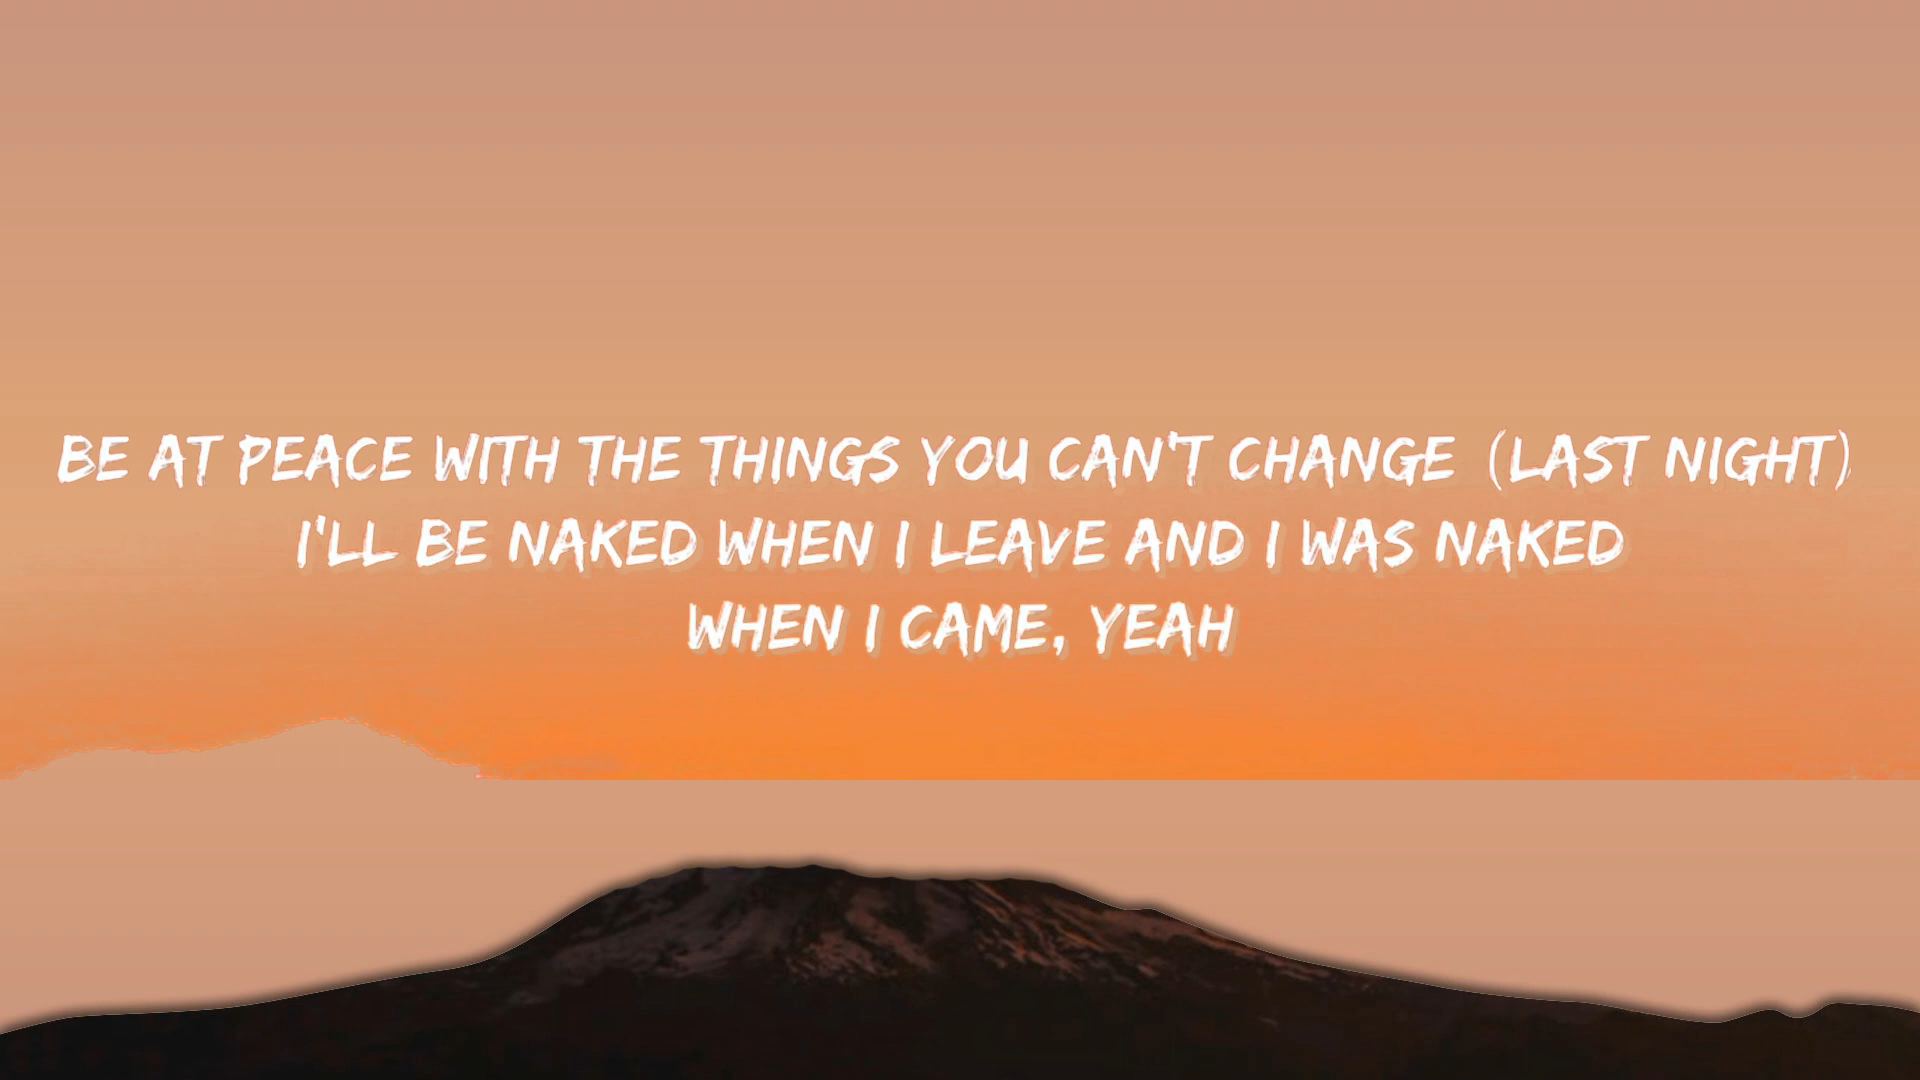 BE AT PEACE WITH THE THINGS YOU CAN'T CHANGE (LAST NIGHT)
I'LL BE NAKED WHEN I LEAVE AND I WAS NAKED
WHEN I CAME, YEAH